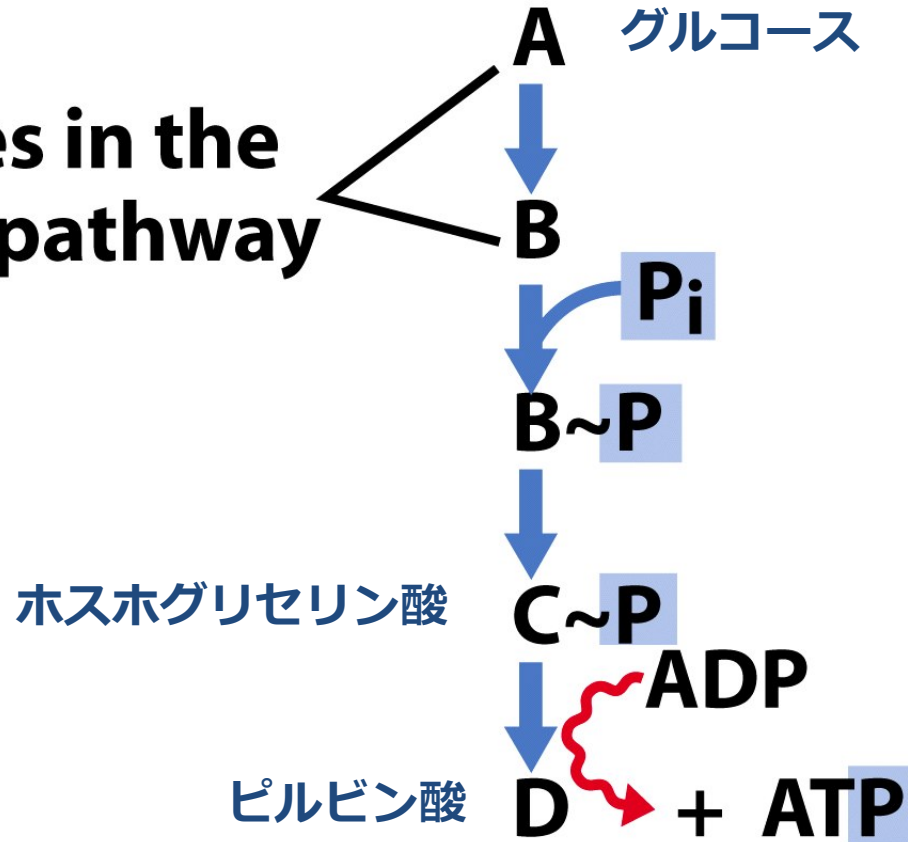 A グルコース
es in the
pathway
B
Pi
B~P
ホスホグリセリン酸 C~P
ADP
ピルビン酸 D + ATP